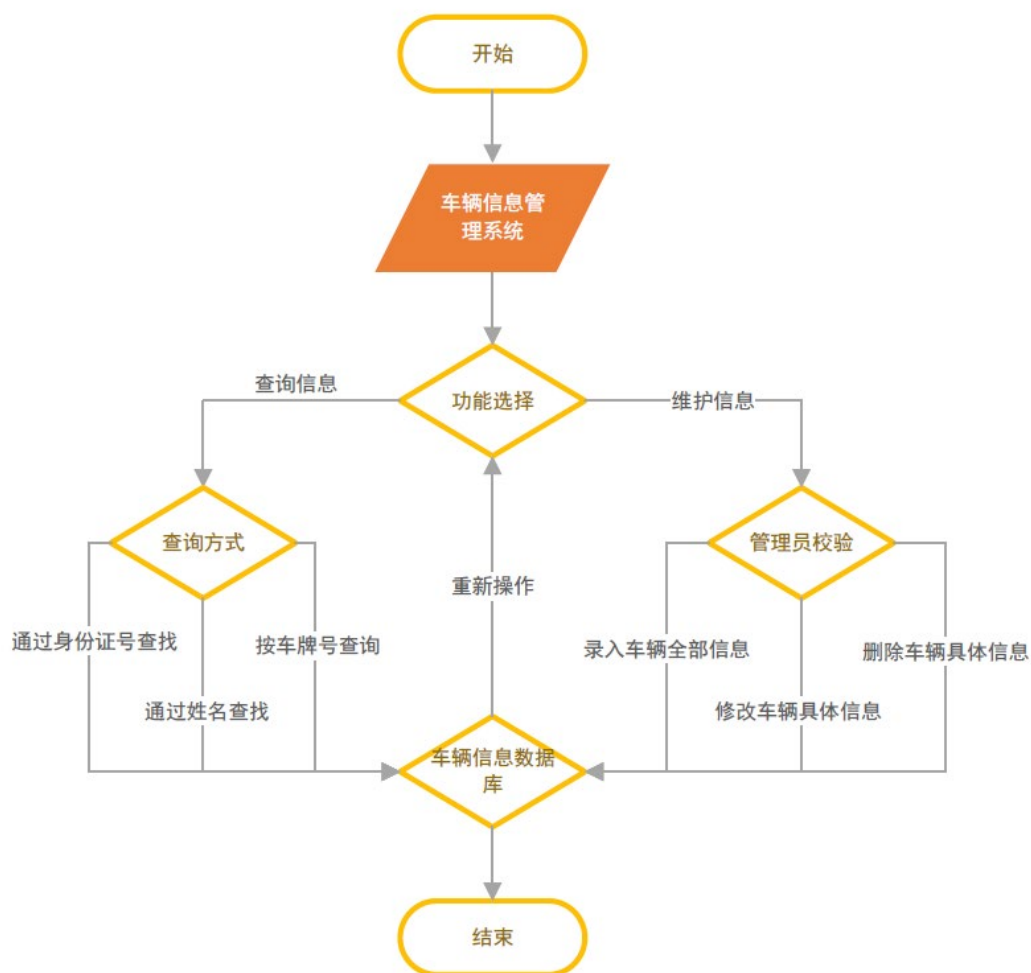 开始
车辆信息管
理系统
查询信息
功能选择
维护信息
查询方式
管理员校验
重新操作
通过身份证号查找
按车牌号查询
录入车辆全部信息
删除车辆具体信息
通过姓名查找
修改车辆具体信息
车辆信息数据
库
结束